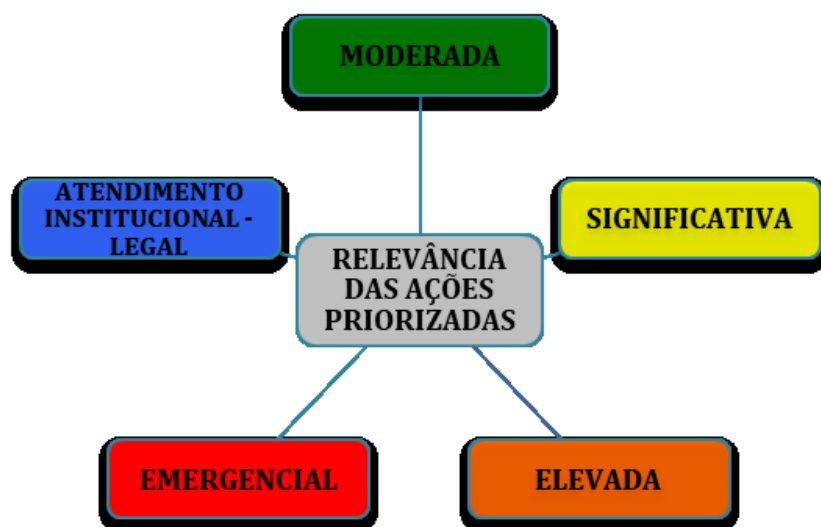 MODERADA
ATENDIMENTO
INSTITUCIONAL -
LEGAL
SIGNIFICATIVA
RELEVÂNCIA
DAS AÇÕES
PRIORIZADAS
EMERGENCIAL
ELEVADA